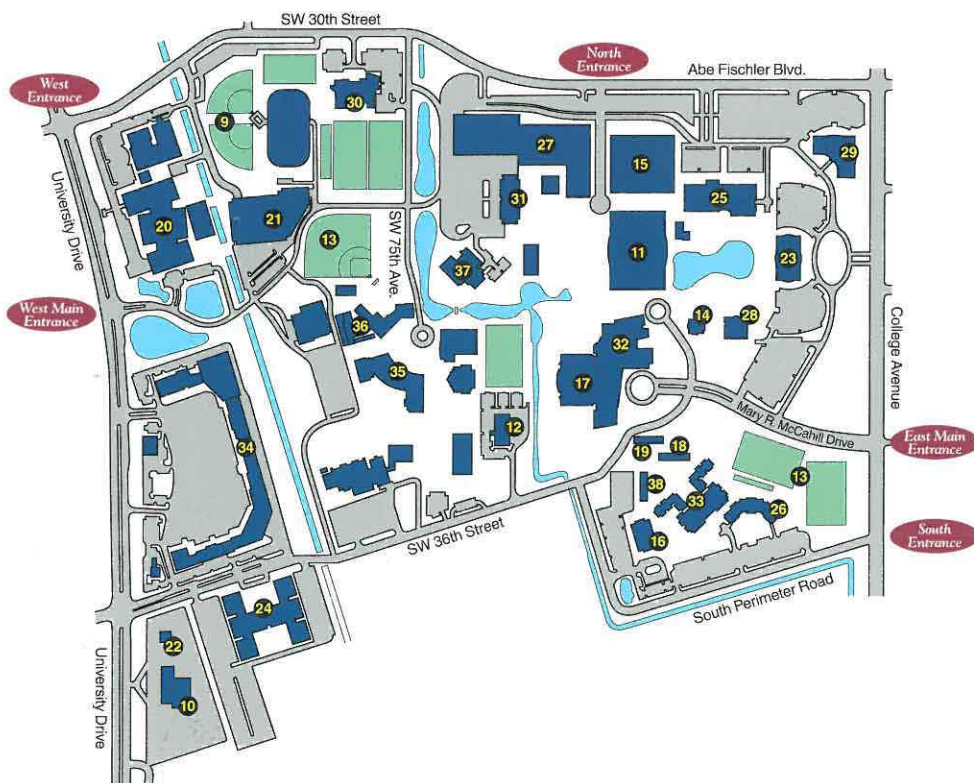 SW 30th Street
North
Entrance
Abe Fischler Blvd.
West
Entrance
30
9
27
15
29
University Drive
31
25
20
21
13
SW 75th Ave.
11
23
37
West Main
Entrance
36
14
28
32
College Avenue
35
17
Mary R. McCahill Drive
12
East Main
Entrance
34
19
18
13
38
33
26
SW 36th Street
16
South
Entrance
24
South Perimeter Road
22
University Drive
10